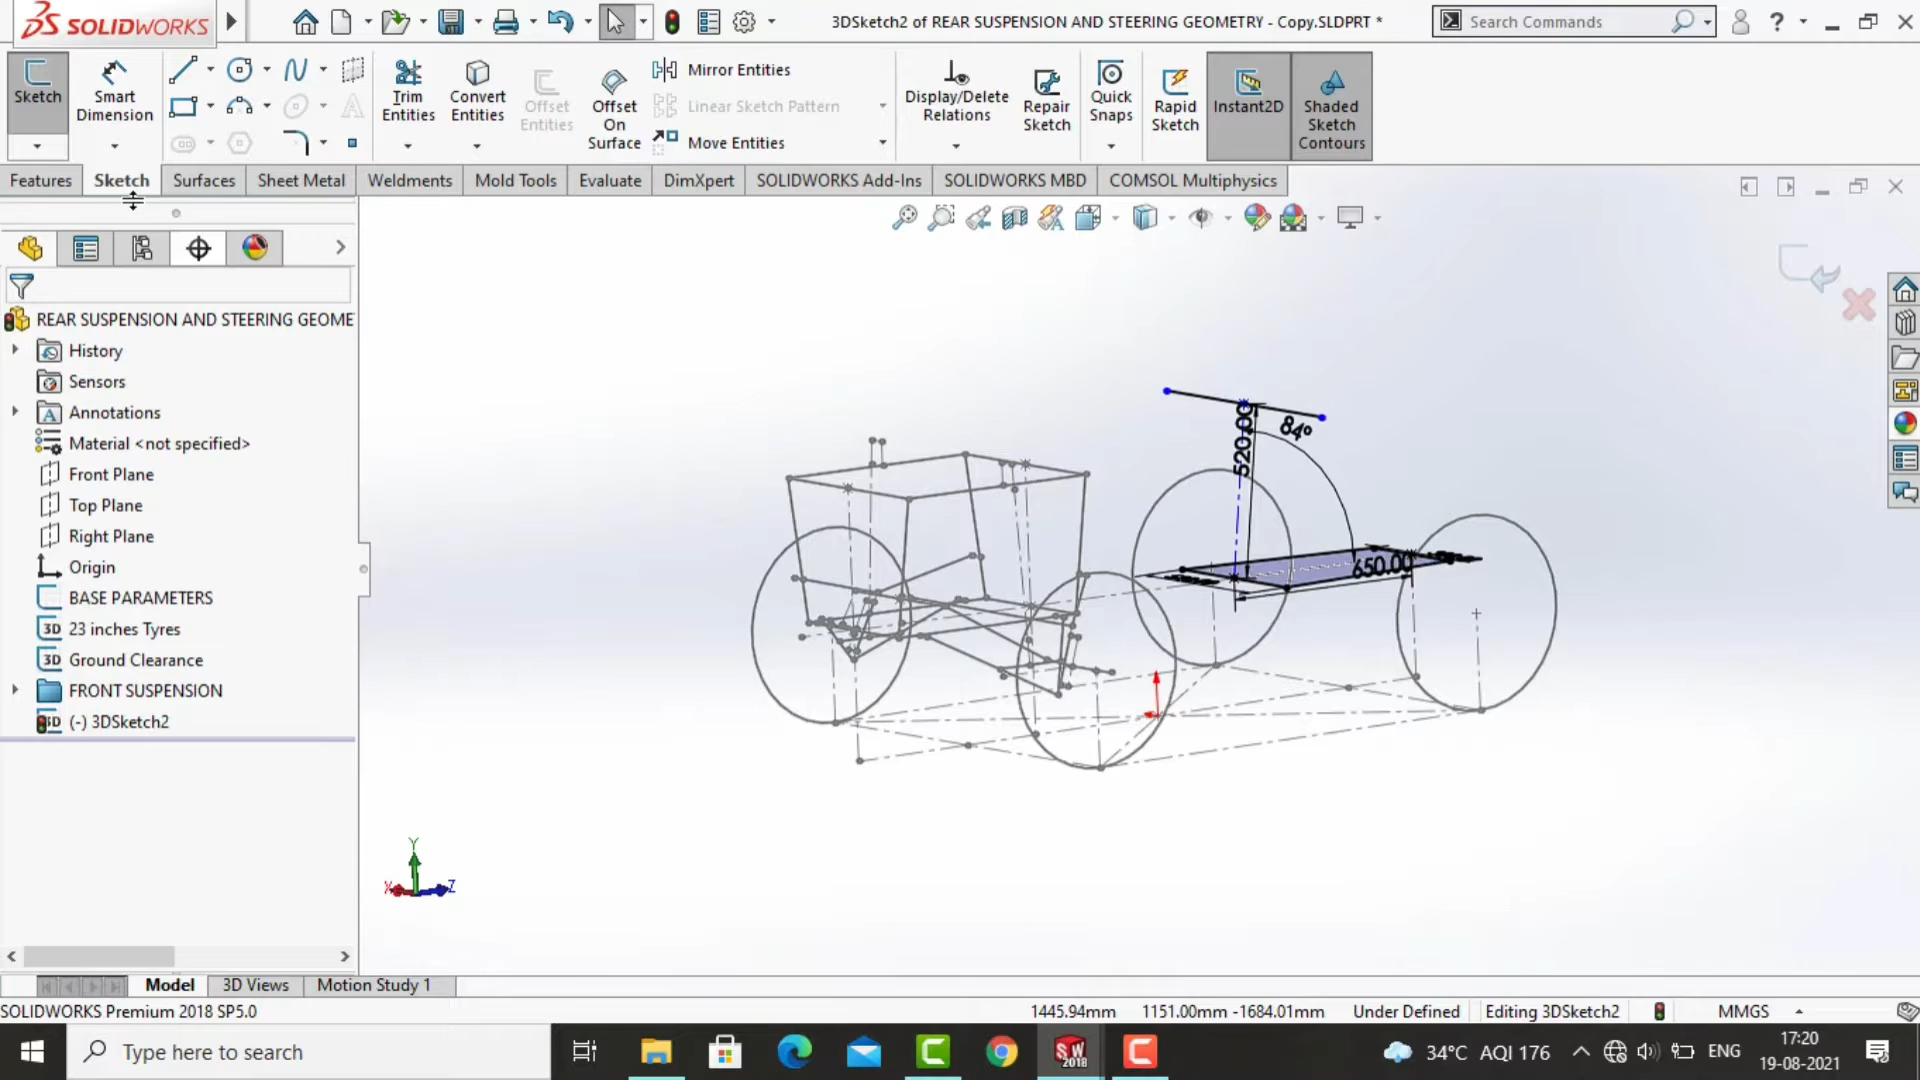 SOLIDWORKS
3DSketch2 of REAR SUSPENSION AND STEERING GEOMETRY - Copy.SLDPRT *
Search Commands
?
Sketch
Smart Dimension
Trim Entities
Convert Entities
Offset Entities
Offset On Surface
Mirror Entities
Linear Sketch Pattern
Move Entities
Display/Delete Relations
Repair Sketch
Quick Snaps
Rapid Sketch
Instant2D
Shaded Sketch Contours
Features
Sketch
Surfaces
Sheet Metal
Weldments
Mold Tools
Evaluate
DimXpert
SOLIDWORKS Add-Ins
SOLIDWORKS MBD
COMSOL Multiphysics
REAR SUSPENSION AND STEERING GEOME
History
Sensors
Annotations
Material <not specified>
Front Plane
Top Plane
Right Plane
Origin
BASE PARAMETERS
3D 23 inches Tyres
3D Ground Clearance
FRONT SUSPENSION
3D (-) 3DSketch2
520.00
84°
650.00
Y
X
Z
Model
3D Views
Motion Study 1
SOLIDWORKS Premium 2018 SP5.0
1445.94mm
1151.00mm -1684.01mm
Under Defined
Editing 3DSketch2
MMGS
Type here to search
SW 2018
34°C AQI 176
ENG
17:20
19-08-2021